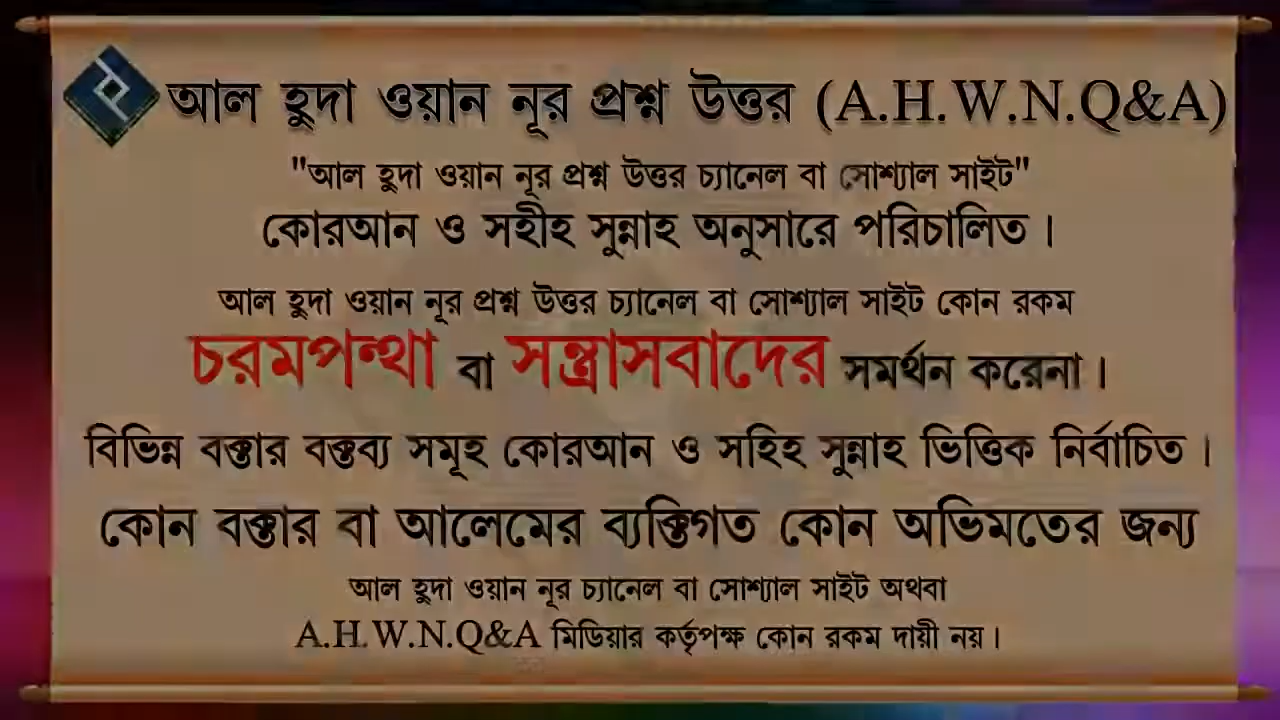 আল হুদা ওয়ান নূর প্রশ্ন উত্তর (A.H.W.N.Q&A)
"আল হুদা ওয়ান নূর প্রশ্ন উত্তর চ্যানেল বা সোশ্যাল সাইট"
কোরআন ও সহীহ সুন্নাহ অনুসারে পরিচালিত।
আল হুদা ওয়ান নূর প্রশ্ন উত্তর চ্যানেল বা সোশ্যাল সাইট কোন রকম
চরমপন্থা বা সন্ত্রাসবাদের সমর্থন করেনা।
বিভিন্ন বক্তার বক্তব্য সমূহ কোরআন ও সহিহ সুন্নাহ ভিত্তিক নির্বাচিত।
কোন বক্তার বা আলেমের ব্যক্তিগত কোন অভিমতের জন্য
আল হুদা ওয়ান নূর চ্যানেল বা সোশ্যাল সাইট অথবা
A.H.W.N.Q&A মিডিয়ার কর্তৃপক্ষ কোন রকম দায়ী নয়।